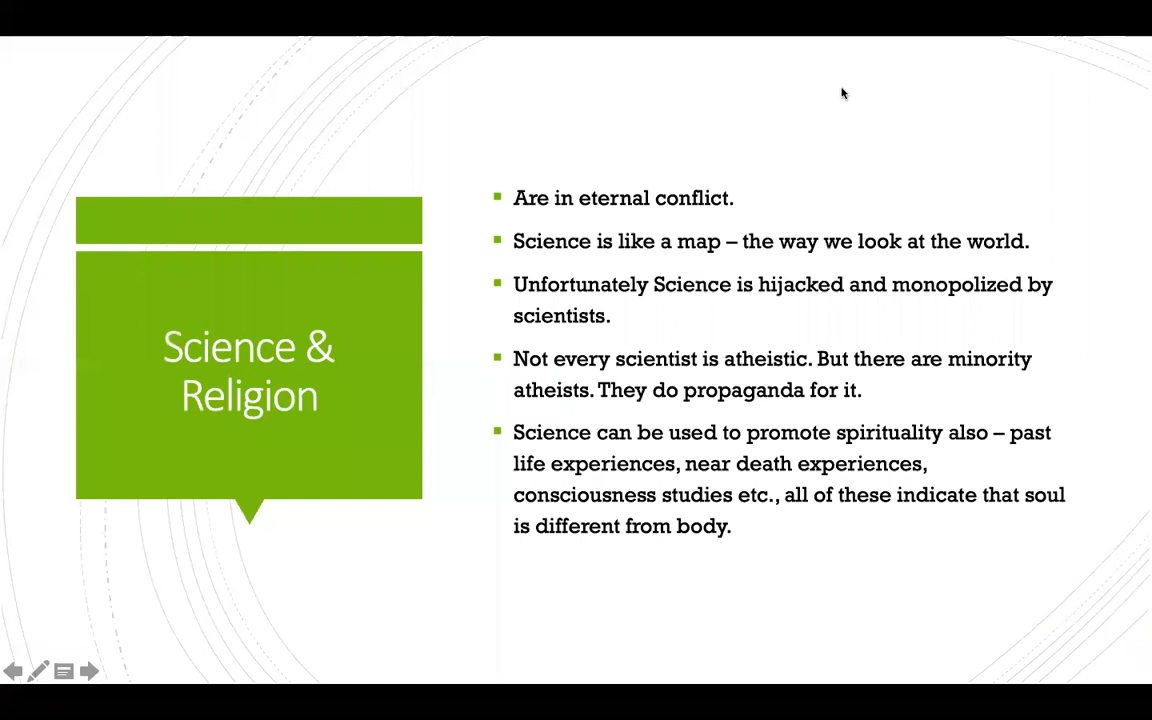 Science &
Religion
Are in eternal conflict.
Science is like a map – the way we look at the world.
Unfortunately Science is hijacked and monopolized by
scientists.
Not every scientist is atheistic. But there are minority
atheists. They do propaganda for it.
Science can be used to promote spirituality also – past
life experiences, near death experiences,
consciousness studies etc., all of these indicate that soul
is different from body.